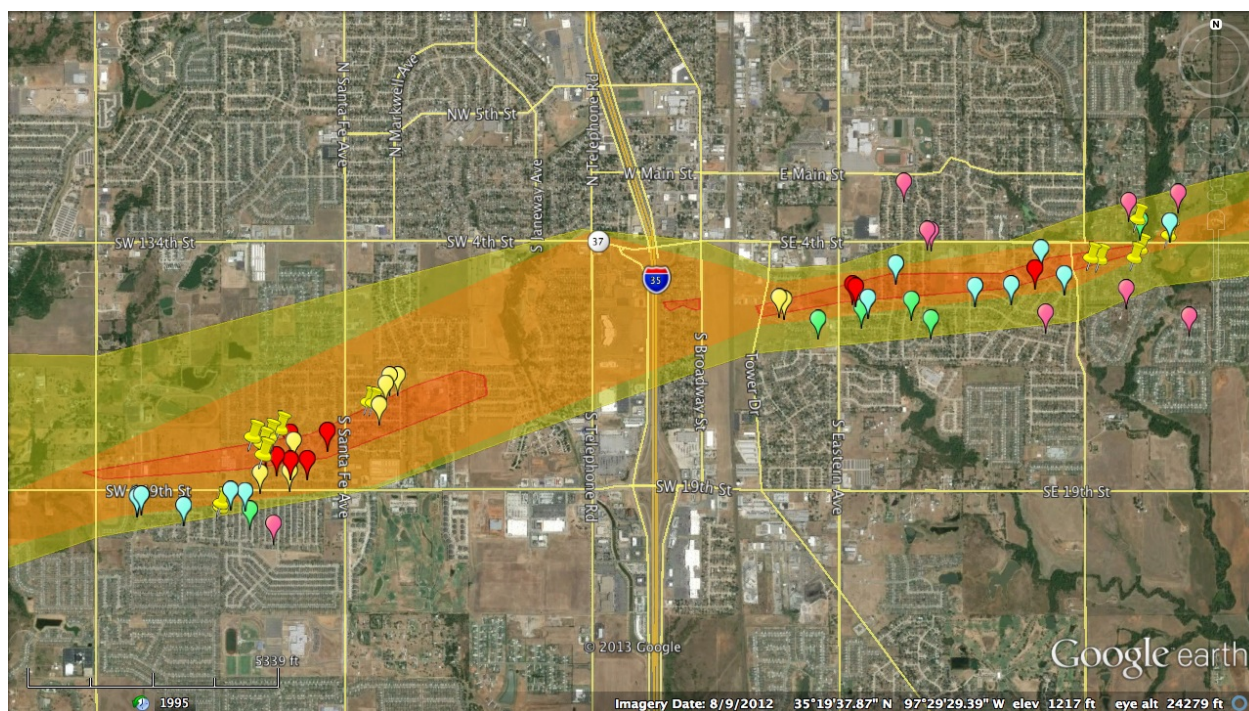 N
N Santa Fe Ave
N Markwell Ave
NW 5th St
S Janeway Ave
N Telephone Rd
W Main St
E Main St
SW 134th St
SW 4th St
37
SE 4th St
35
S Broadway St
Tower Dr
S Santa Fe Ave
S Telephone Rd
S Eastern Ave
SW 19th St
SE 19th St
© 2013 Google
Google earth
5339 ft
1995
Imagery Date: 8/9/2012 35°19'37.87" N 97°29'29.39" W elev 1217 ft eye alt 24279 ft